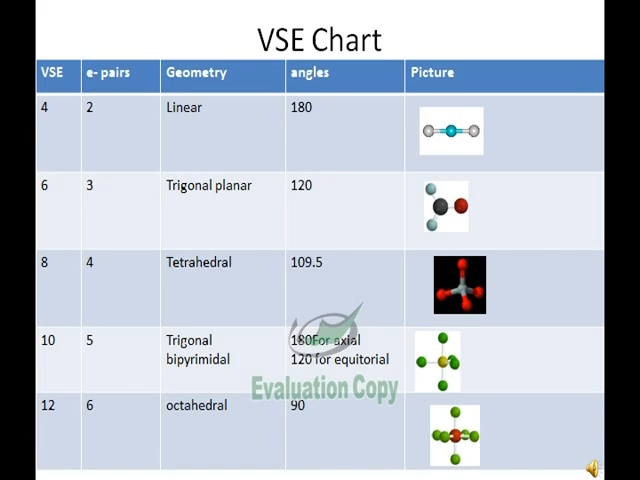 VSE Chart
VSE e- pairs Geometry angles Picture
4 2 Linear 180
6 3 Trigonal planar 120
8 4 Tetrahedral 109.5
10 5 Trigonal 180For axial
bipyrimidal 120 for equitorial
Evaluation Copy
12 6 octahedral 90